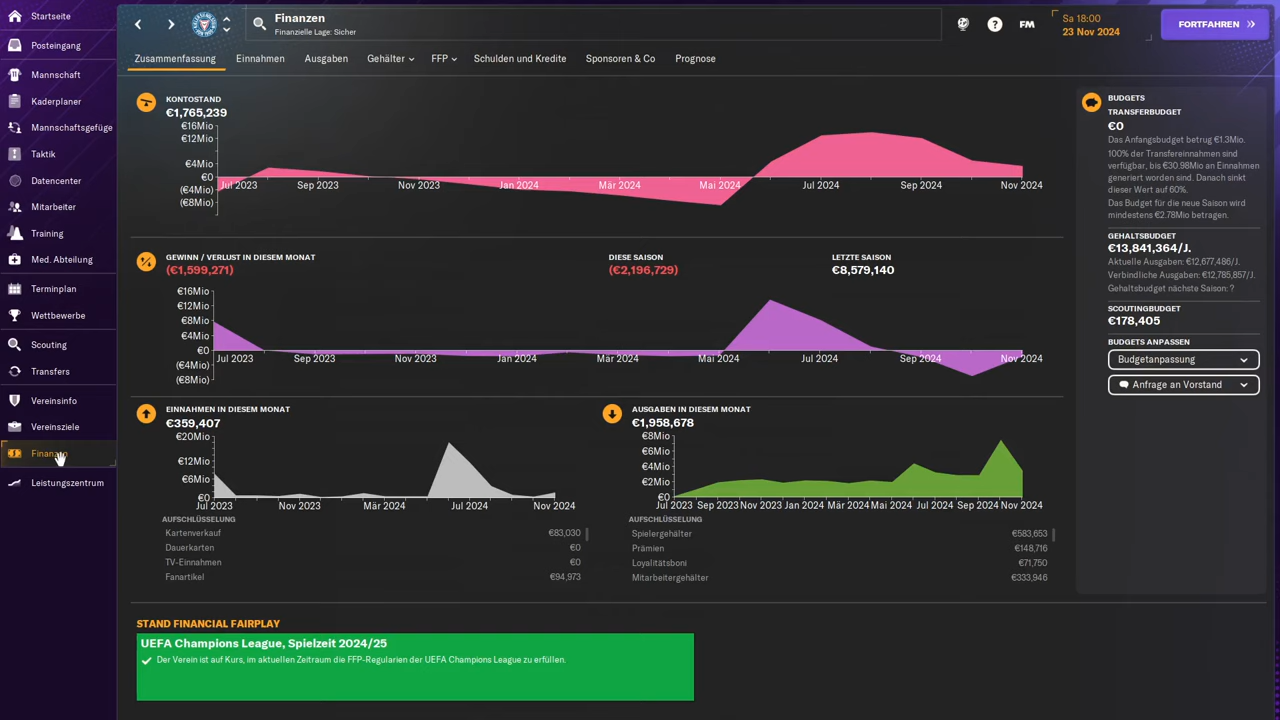 Startseite
Posteingang
Mannschaft
Kaderplaner
Mannschaftsgefüge
Taktik
Datencenter
Mitarbeiter
Training
Med. Abteilung
Terminplan
Wettbewerbe
Scouting
Transfers
Vereinsinfo
Vereinsziele
Leistungszentrum
Finanzen
Finanzielle Lage: Sicher
?
FM
Sa 18:00
23 Nov 2024
FORTFAHREN
Zusammenfassung
Einnahmen
Ausgaben
Gehälter
FFP
Schulden und Kredite
Sponsoren & Co
Prognose
KONTOSTAND
€1,765,239
€16Mio
€12Mio
€4Mio
€0
(€4Mio)
(€8Mio)
Jul 2023
Sep 2023
Nov 2023
Jan 2024
Mär 2024
Mai 2024
Jul 2024
Sep 2024
Nov 2024
GEWINN / VERLUST IN DIESEM MONAT
(€1,599,271)
DIESE SAISON
(€2,196,729)
LETZTE SAISON
€8,579,140
€16Mio
€12Mio
€8Mio
€4Mio
€0
(€4Mio)
(€8Mio)
Jul 2023
Sep 2023
Nov 2023
Jan 2024
Mär 2024
Mai 2024
Jul 2024
Sep 2024
Nov 2024
EINNAHMEN IN DIESEM MONAT
€359,407
€20Mio
€12Mio
€6Mio
€0
Jul 2023
Nov 2023
Mär 2024
Jul 2024
Nov 2024
AUFSCHLÜSSELUNG
Kartenverkauf €83,030
Dauerkarten €0
TV-Einnahmen €0
Fanartikel €94,973
AUSGABEN IN DIESEM MONAT
€1,958,678
€8Mio
€6Mio
€4Mio
€2Mio
€0
Jul 2023
Sep 2023
Nov 2023
Jan 2024
Mär 2024
Mai 2024
Jul 2024
Sep 2024
Nov 2024
AUFSCHLÜSSELUNG
Spielergehälter €583,653
Prämien €148,716
Loyalitätsboni €71,750
Mitarbeitergehälter €333,946
STAND FINANCIAL FAIRPLAY
UEFA Champions League, Spielzeit 2024/25
Der Verein ist auf Kurs, im aktuellen Zeitraum die FFP-Regularien der UEFA Champions League zu erfüllen.
BUDGETS
TRANSFERBUDGET
€0
Das Anfangsbudget betrug €1.3Mio.
100% der Transfereinnahmen sind
verfügbar, bis €30.98Mio an Einnahmen
generiert worden sind. Danach sinkt
dieser Wert auf 60%.
Das Budget für die neue Saison wird
mindestens €2.78Mio betragen.
GEHALTSBUDGET
€13,841,364/J.
Aktuelle Ausgaben: €12,677,486/J.
Verbindliche Ausgaben: €12,785,857/J.
Gehaltsbudget nächste Saison: ?
SCOUTINGBUDGET
€178,405
BUDGETS ANPASSEN
Budgetanpassung
Anfrage an Vorstand